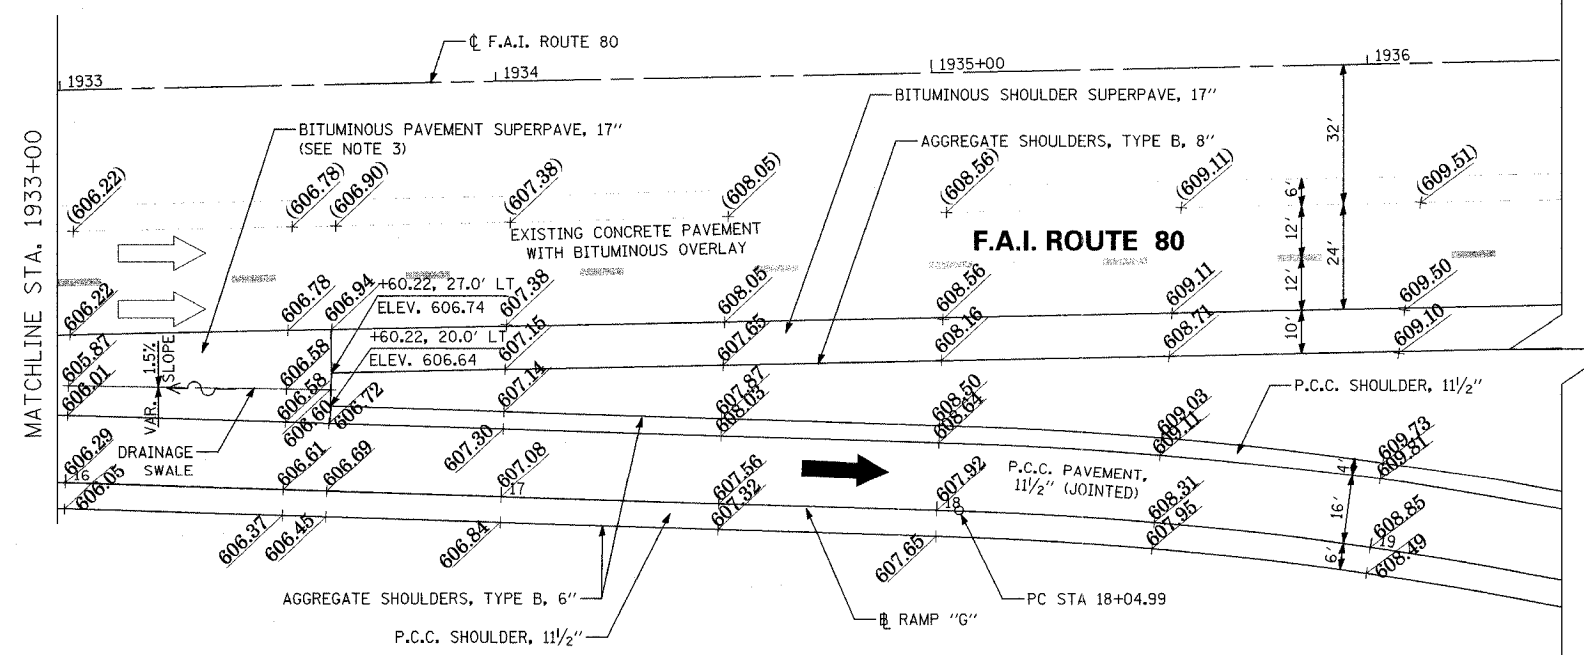 ℄ F.A.I. ROUTE 80
1933
1934
1935+00
1936
BITUMINOUS SHOULDER SUPERPAVE, 17"
BITUMINOUS PAVEMENT SUPERPAVE, 17"
(SEE NOTE 3)
AGGREGATE SHOULDERS, TYPE B, 8"
MATCHLINE STA. 1933+00
32'
(606.22)
(606.78)
(606.90)
(607.38)
(608.05)
(608.56)
(609.11)
(609.51)
6'
12'
24'
12'
10'
EXISTING CONCRETE PAVEMENT
WITH BITUMINOUS OVERLAY
F.A.I. ROUTE 80
606.22
606.78
606.94
+60.22, 27.0' LT
ELEV. 606.74
607.38
608.05
608.56
609.11
609.50
+60.22, 20.0' LT
ELEV. 606.64
605.87
1.5%
SLOPE
606.58
607.15
607.65
608.16
608.71
609.10
606.01
VAR.
606.58
606.60
606.72
607.14
607.87
608.03
608.50
608.64
609.03
609.11
609.73
609.81
P.C.C. SHOULDER, 11½"
DRAINAGE
SWALE
606.29
16
606.05
606.61
606.69
607.30
607.08
17
607.56
607.32
607.92
18
P.C.C. PAVEMENT,
11½" (JOINTED)
608.31
607.95
4'
16'
6'
608.85
19
608.49
606.37
606.45
606.84
607.65
AGGREGATE SHOULDERS, TYPE B, 6"
P.C.C. SHOULDER, 11½"
PC STA 18+04.99
⅊ RAMP "G"